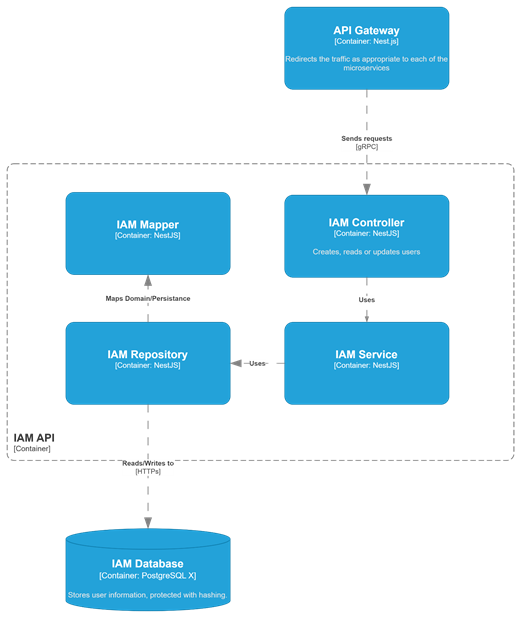 API Gateway
[Container: Nest.js]
Redirects the traffic as appropriate to each of the
microservices
Sends requests
[gRPC]
IAM Mapper
[Container: NestJS]
IAM Controller
[Container: NestJS]
Creates, reads or updates users
Maps Domain/Persistance
Uses
IAM Repository
[Container: NestJS]
Uses
IAM Service
[Container: NestJS]
IAM API
[Container]
Reads/Writes to
[HTTPs]
IAM Database
[Container: PostgreSQL X]
Stores user information, protected with hashing.